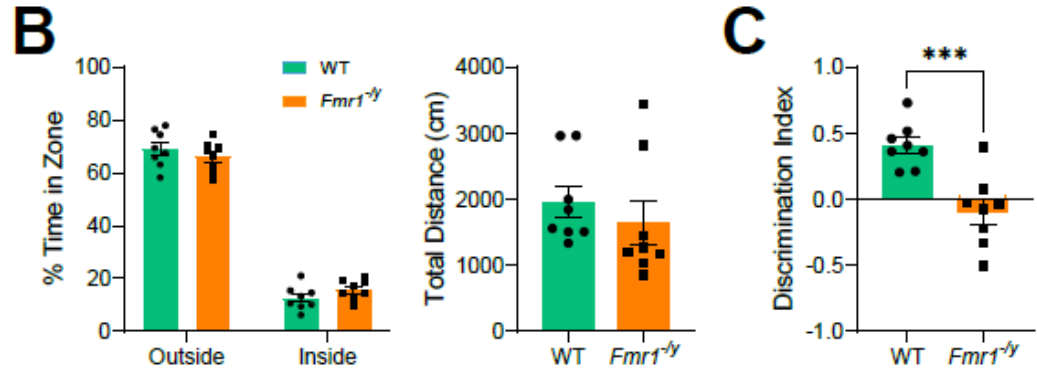 B
% Time in Zone
100
80
60
40
20
0
WT
Fmr1-/y
Outside
Inside
Total Distance (cm)
4000
3000
2000
1000
0
WT
Fmr1-/y
C
Discrimination Index
1.0
0.5
0.0
-0.5
-1.0
***
WT
Fmr1-/y